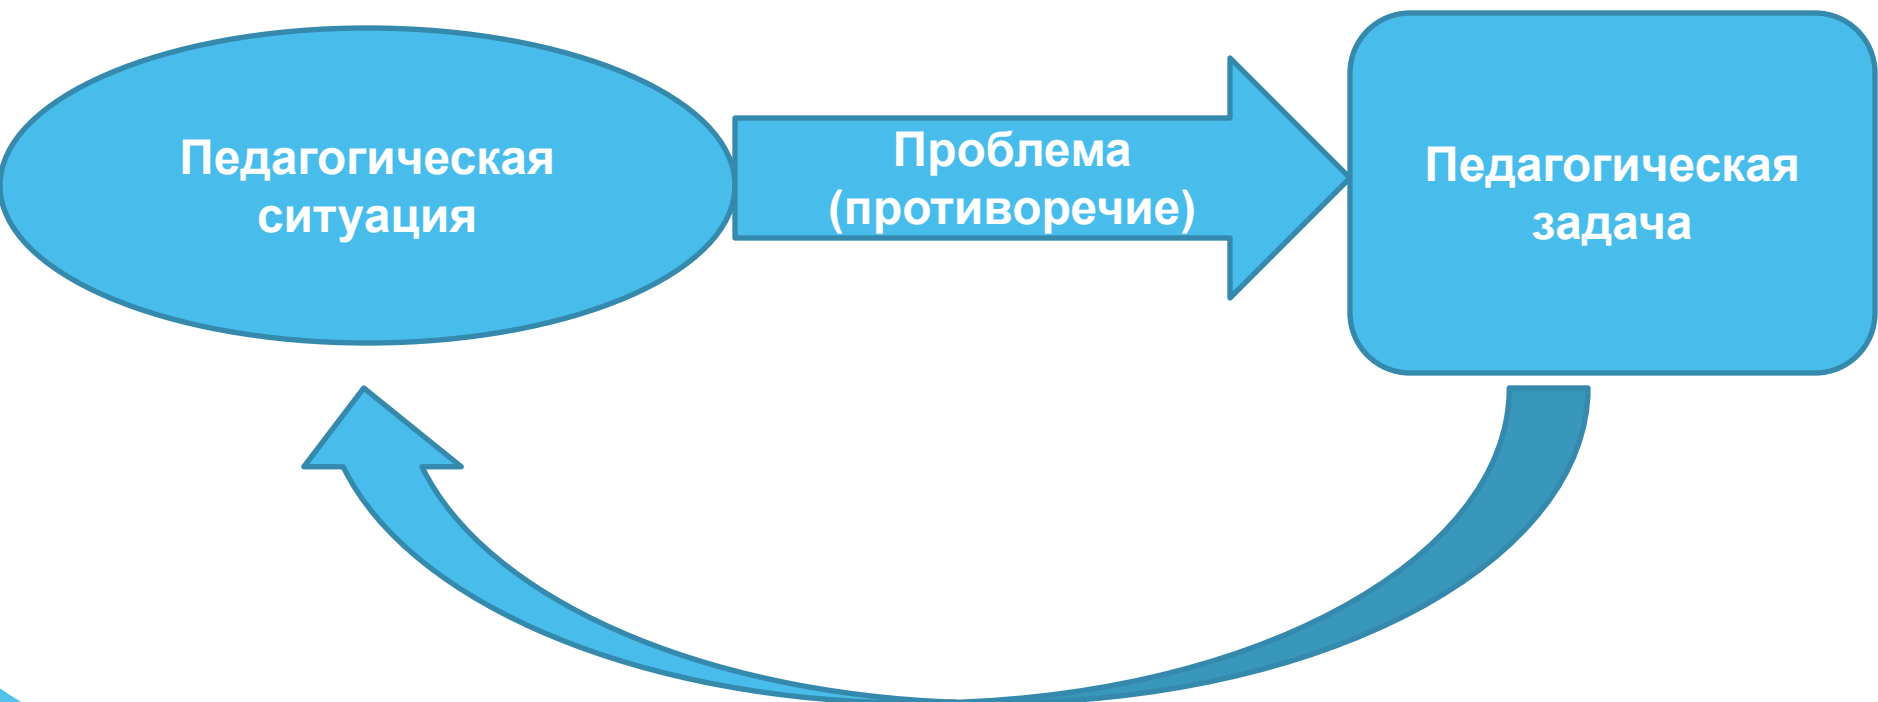 Педагогическая
ситуация
Проблема
(противоречие)
Педагогическая
задача